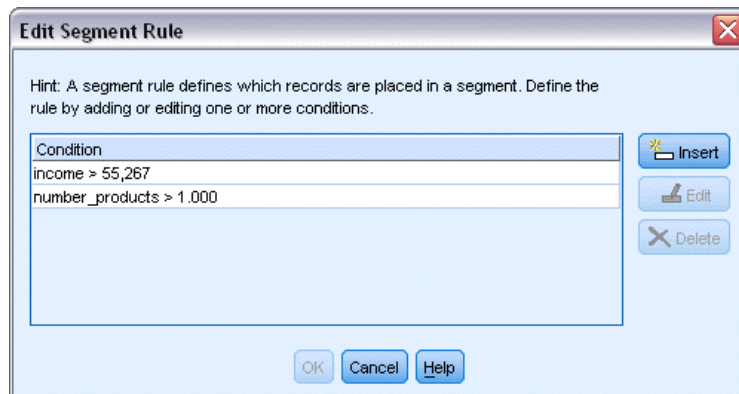 Edit Segment Rule
Hint: A segment rule defines which records are placed in a segment. Define the
rule by adding or editing one or more conditions.
Condition
income > 55,267
number_products > 1.000
Insert
Edit
Delete
OK Cancel Help